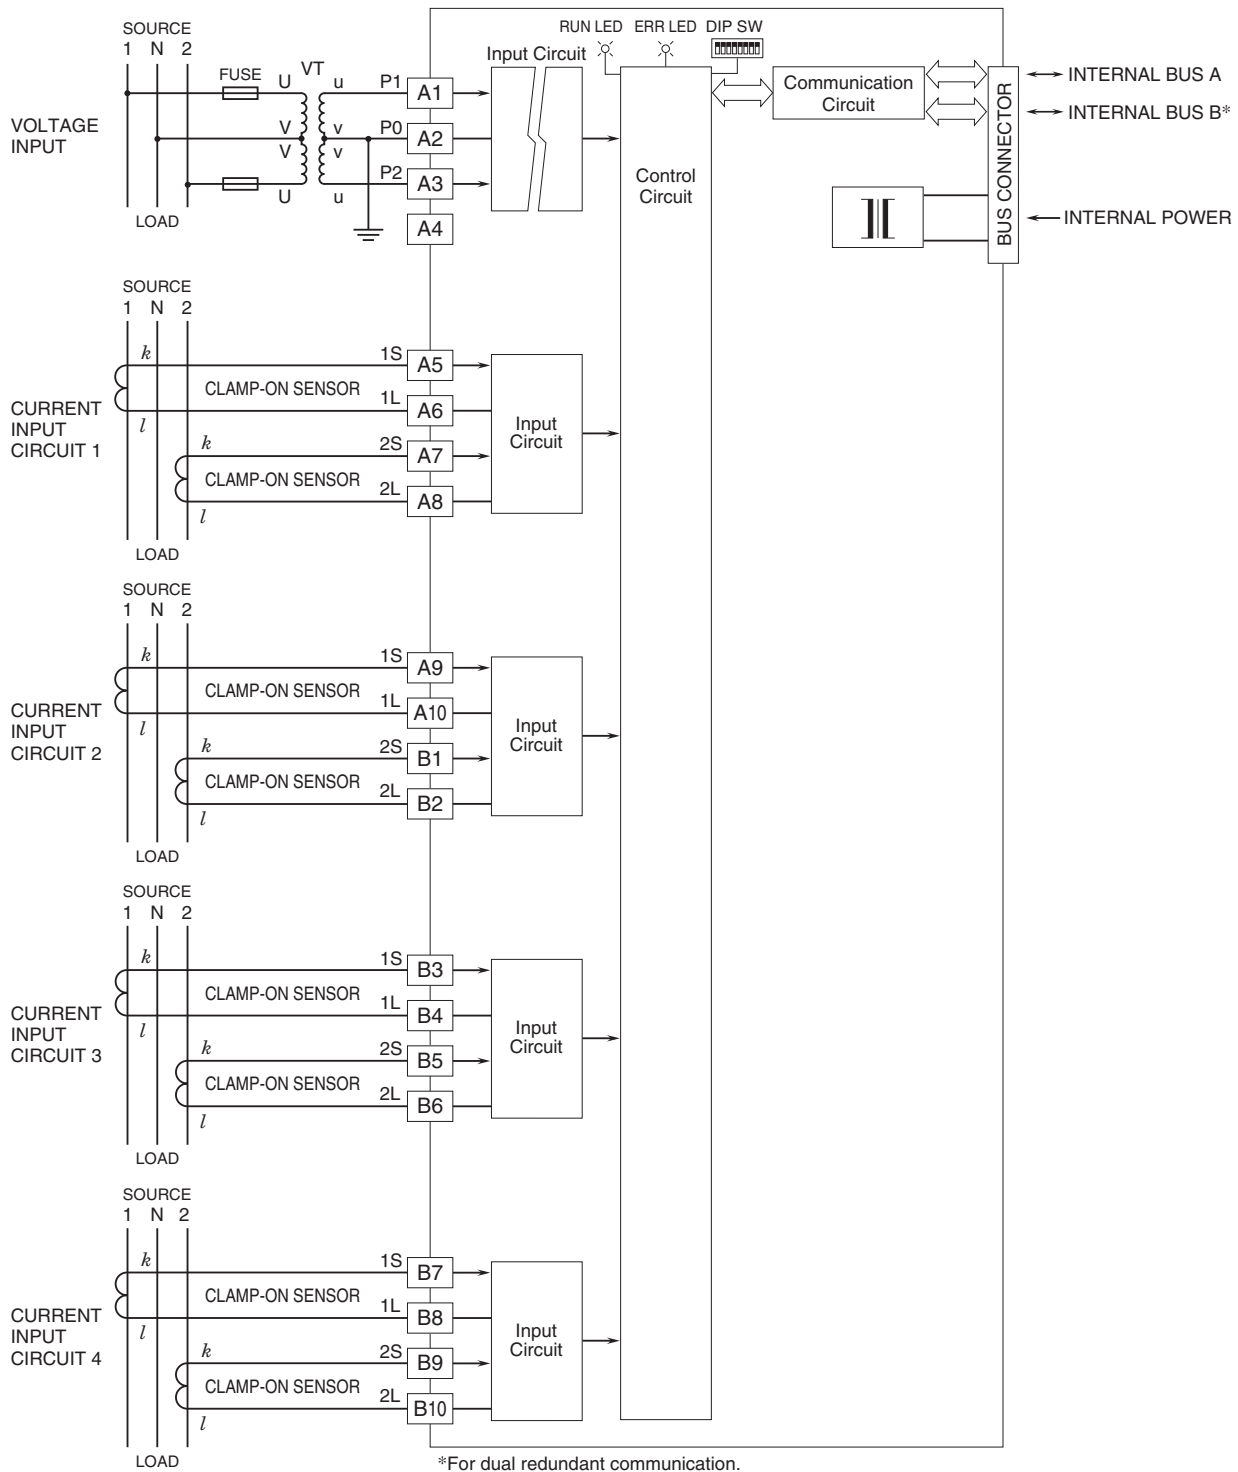 SOURCE
1 N 2
RUN LED ERR LED DIP SW
Input Circuit
FUSE
U VT u P1 A1
VOLTAGE
INPUT
V v P0 A2
V v
P2 A3
U u
LOAD
A4
Control
Circuit
Communication
Circuit
BUS CONNECTOR
INTERNAL BUS A
INTERNAL BUS B*
INTERNAL POWER
SOURCE
1 N 2
CURRENT
INPUT
CIRCUIT 1
k 1S A5
CLAMP-ON SENSOR
l 1L A6
k 2S A7
CLAMP-ON SENSOR
l 2L A8
Input
Circuit
LOAD
SOURCE
1 N 2
CURRENT
INPUT
CIRCUIT 2
k 1S A9
CLAMP-ON SENSOR
l 1L A10
k 2S B1
CLAMP-ON SENSOR
l 2L B2
Input
Circuit
LOAD
SOURCE
1 N 2
CURRENT
INPUT
CIRCUIT 3
k 1S B3
CLAMP-ON SENSOR
l 1L B4
k 2S B5
CLAMP-ON SENSOR
l 2L B6
Input
Circuit
LOAD
SOURCE
1 N 2
CURRENT
INPUT
CIRCUIT 4
k 1S B7
CLAMP-ON SENSOR
l 1L B8
k 2S B9
CLAMP-ON SENSOR
l 2L B10
Input
Circuit
LOAD
*For dual redundant communication.